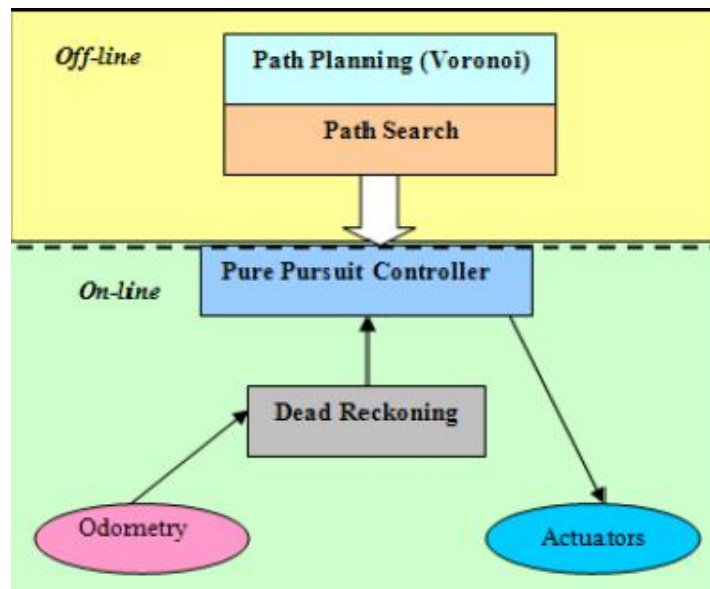 Off-line
Path Planning (Voronoi)
Path Search
Pure Pursuit Controller
On-line
Dead Reckoning
Odometry
Actuators